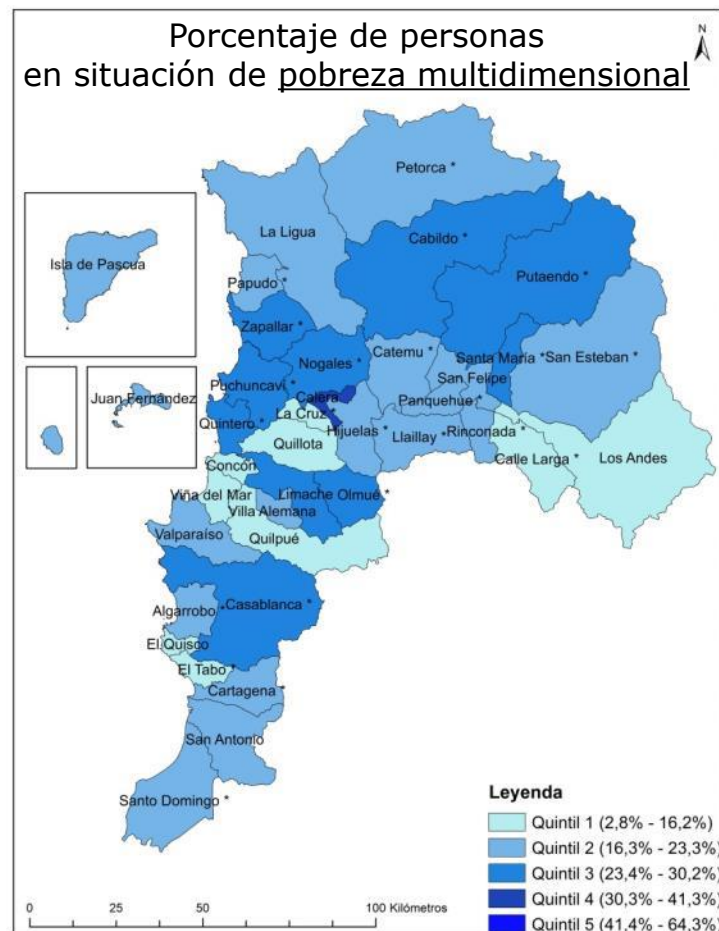 Porcentaje de personas
en situación de pobreza multidimensional
N
Petorca *
La Ligua
Cabildo *
Isla de Pascua
Putaendo *
Papudo *
Zapallar *
Catemu *
Santa María *
San Esteban *
Nogales *
San Felipe
Puchuncaví *
Juan Fernández
Calera
Panquehue *
La Cruz *
Quintero *
Hijuelas *
Llaillay *
Rinconada *
Quillota
Calle Larga *
Los Andes
Concón
Viña del Mar
Limache
Olmué *
Villa Alemana
Valparaíso
Quilpué
Algarrobo *
Casablanca *
El Quisco
El Tabo *
Cartagena *
San Antonio
Santo Domingo *
Leyenda
Quintil 1 (2,8% - 16,2%)
Quintil 2 (16,3% - 23,3%)
Quintil 3 (23,4% - 30,2%)
Quintil 4 (30,3% - 41,3%)
Quintil 5 (41,4% - 64,3%)
0 50 100 Kilómetros